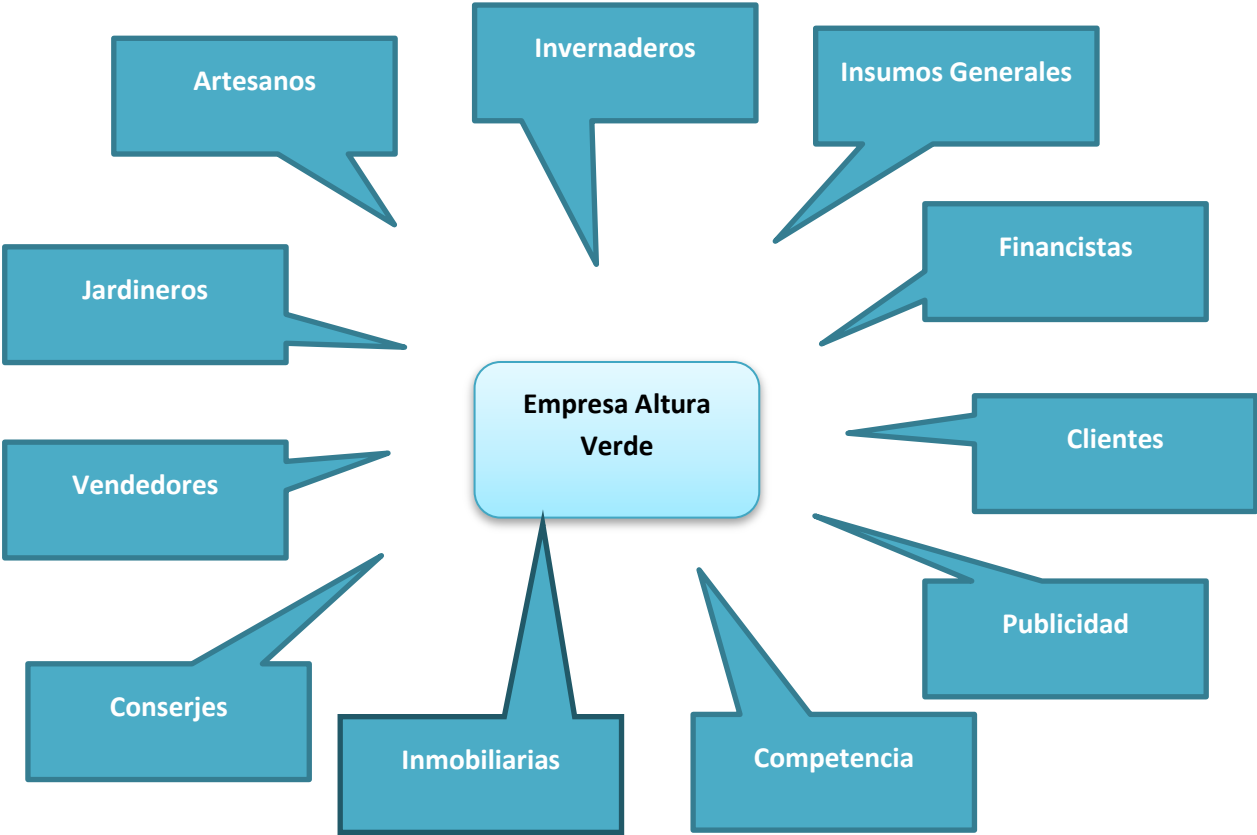 Invernaderos
Artesanos
Insumos Generales
Financistas
Jardineros
Empresa Altura
Verde
Clientes
Vendedores
Publicidad
Conserjes
Inmobiliarias
Competencia